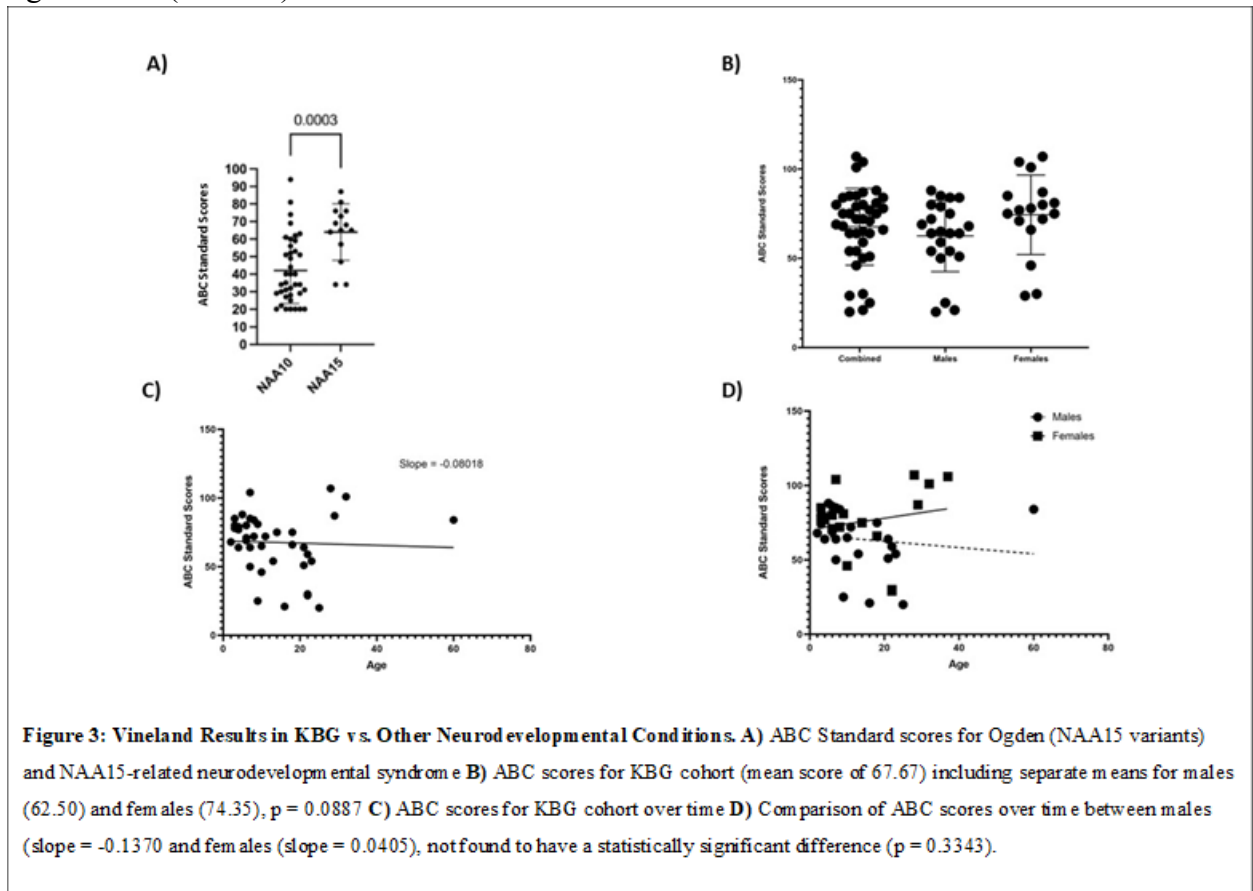 A)
0.0003
100
90
80
70
60
50
40
30
20
10
0
ABC Standard Scores
NAA10
NAA15
B)
150
100
50
0
ABC Standard Scores
Combined
Males
Females
C)
150
100
50
0
ABC Standard Scores
Slope = -0.08018
0
20
40
60
80
Age
D)
150
100
50
0
ABC Standard Scores
Males
Females
0
20
40
60
80
Age
Figure 3: Vineland Results in KBG vs. Other Neurodevelopmental Conditions. A) ABC Standard scores for Ogden (NAA15 variants)
and NAA15-related neurodevelopmental syndrome B) ABC scores for KBG cohort (mean score of 67.67) including separate means for males
(62.50) and females (74.35), p = 0.0887 C) ABC scores for KBG cohort over time D) Comparison of ABC scores over time between males
(slope = -0.1370 and females (slope = 0.0405), not found to have a statistically significant difference (p = 0.3343).